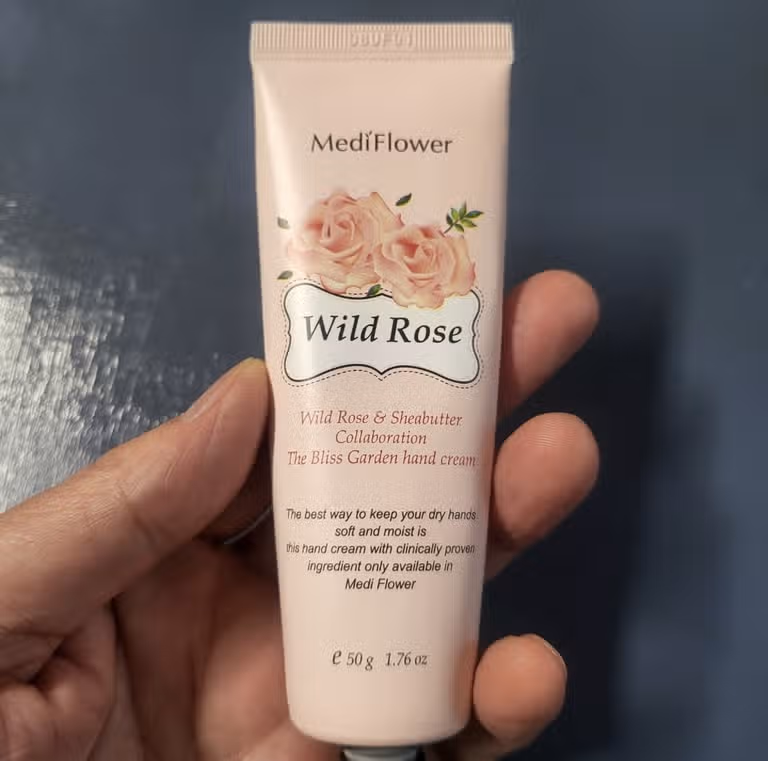 MediFlower
Wild Rose
Wild Rose & Sheabutter
Collaboration
The Bliss Garden hand cream
The best way to keep your dry hands
soft and moist is
this hand cream with clinically proven
ingredient only available in
Medi Flower
e 50 g 1.76 oz